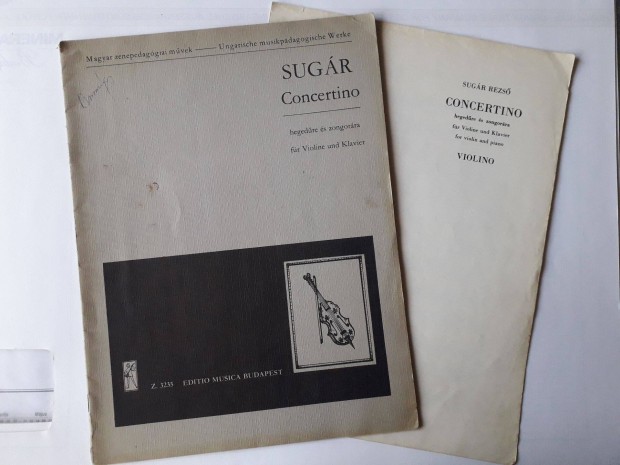 Magyar zenepedagógiai művek — Ungarische musikpädagogische Werke
SUGÁR
Concertino
hegedűre és zongorára
für Violine und Klavier
Z. 3235 EDITIO MUSICA BUDAPEST
SUGÁR REZSŐ
CONCERTINO
hegedűre és zongorára
für Violine und Klavier
for violin and piano
VIOLINO